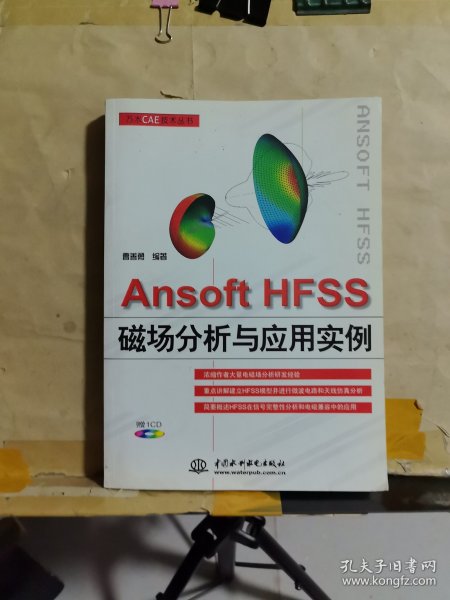 万水CAE技术丛书
ANSOFT HFSS
曹善勇 编著
Ansoft HFSS
磁场分析与应用实例
浓缩作者大量电磁场分析研发经验
重点讲解建立HFSS模型并进行微波电路和天线仿真分析
简要概述HFSS在信号完整性分析和电磁兼容中的应用
赠1CD
中国水利水电出版社
www.waterpub.com.cn
孔夫子旧书网
www.kongfz.com